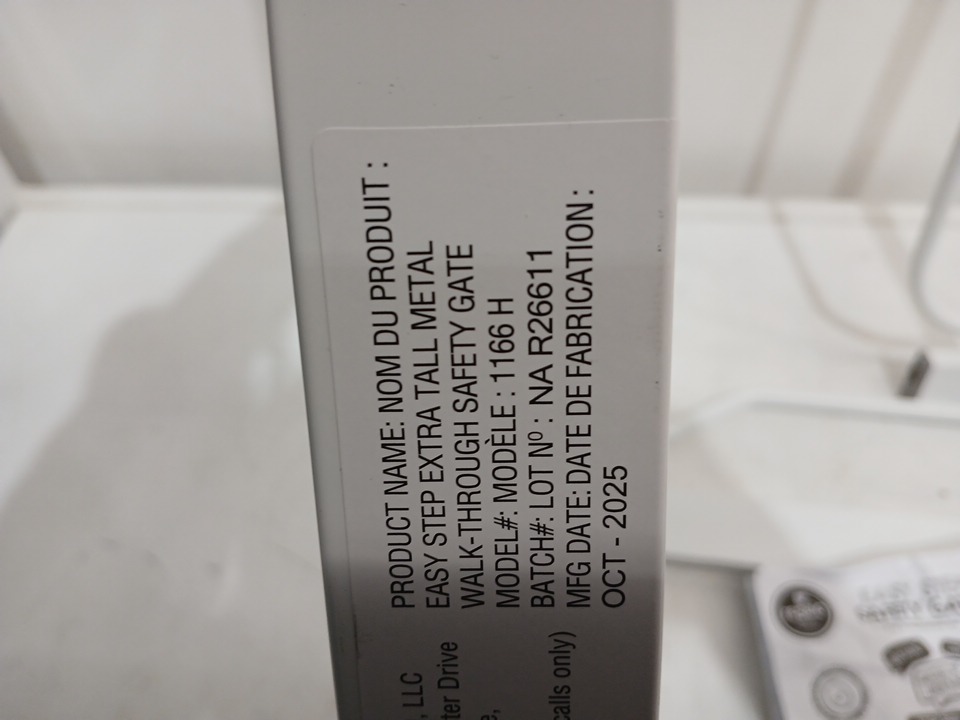 PRODUCT NAME: NOM DU PRODUIT :
EASY STEP EXTRA TALL METAL
WALK-THROUGH SAFETY GATE
MODEL#: MODÈLE : 1166 H
BATCH#: LOT Nº : NA R26611
MFG DATE: DATE DE FABRICATION :
OCT - 2025
, LLC
ter Drive
calls only)